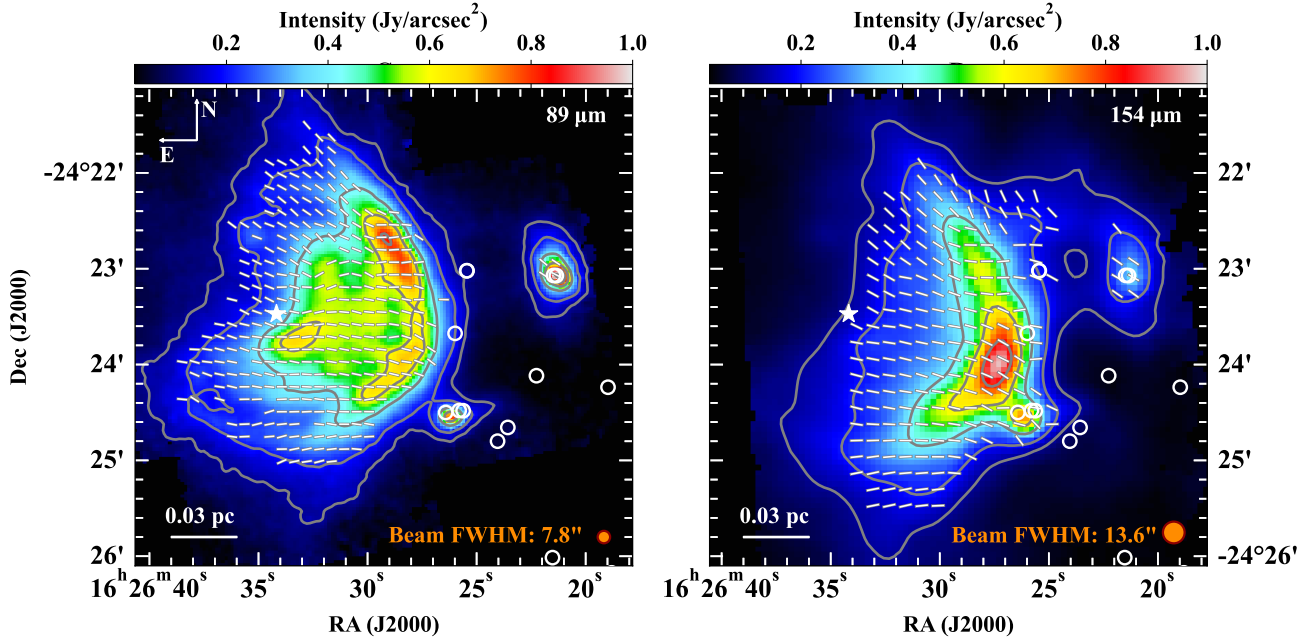 Intensity (Jy/arcsec²)
0.2 0.4 0.6 0.8 1.0
N
E
89 µm
-24°22'
23'
24'
25'
26'
Dec (J2000)
0.03 pc
Beam FWHM: 7.8"
16ʰ26ᵐ40ˢ 35ˢ 30ˢ 25ˢ 20ˢ
RA (J2000)
Intensity (Jy/arcsec²)
0.2 0.4 0.6 0.8 1.0
154 µm
22'
23'
24'
25'
-24°26'
0.03 pc
Beam FWHM: 13.6"
16ʰ26ᵐ40ˢ 35ˢ 30ˢ 25ˢ 20ˢ
RA (J2000)